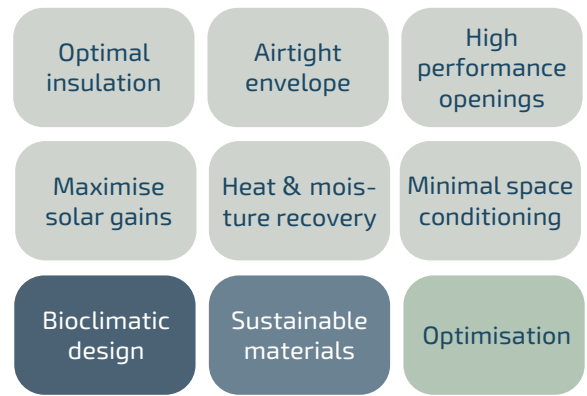 Optimal
insulation
Airtight
envelope
High
performance
openings
Maximise
solar gains
Heat & mois-
ture recovery
Minimal space
conditioning
Bioclimatic
design
Sustainable
materials
Optimisation